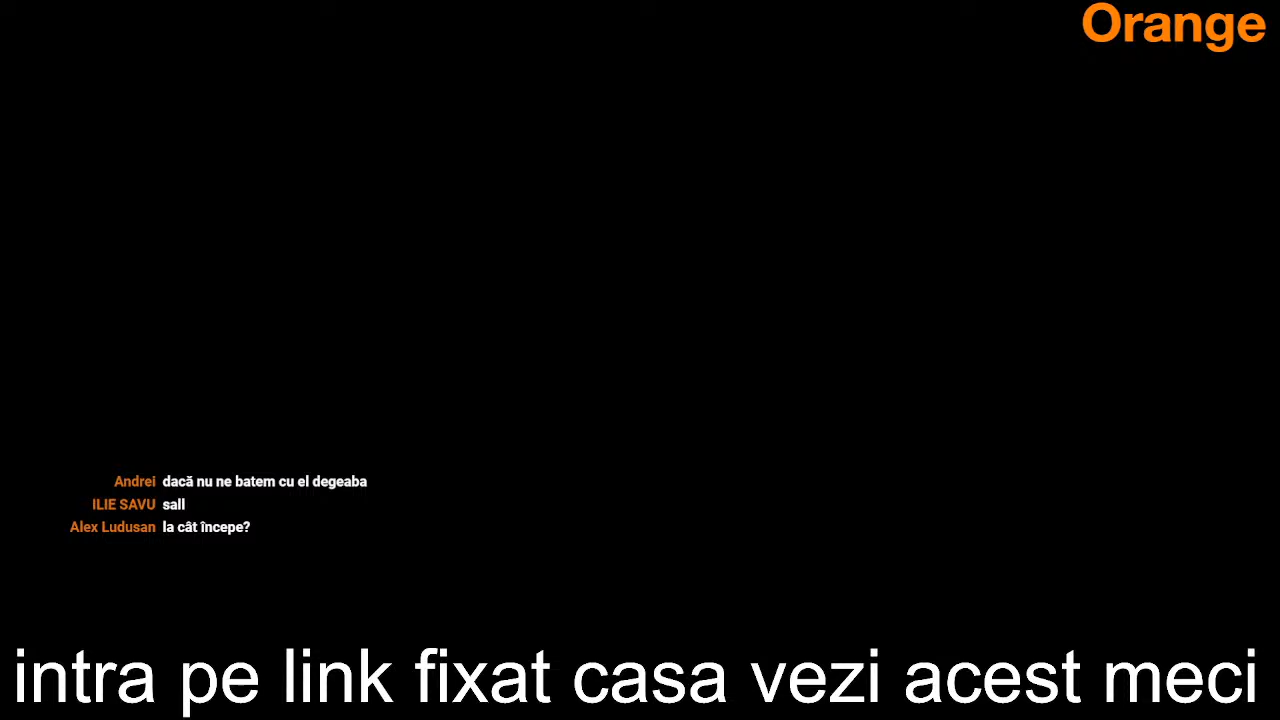 Orange
Andrei dacă nu ne batem cu el degeaba
ILIE SAVU sall
Alex Ludusan la cât începe?
intra pe link fixat casa vezi acest meci